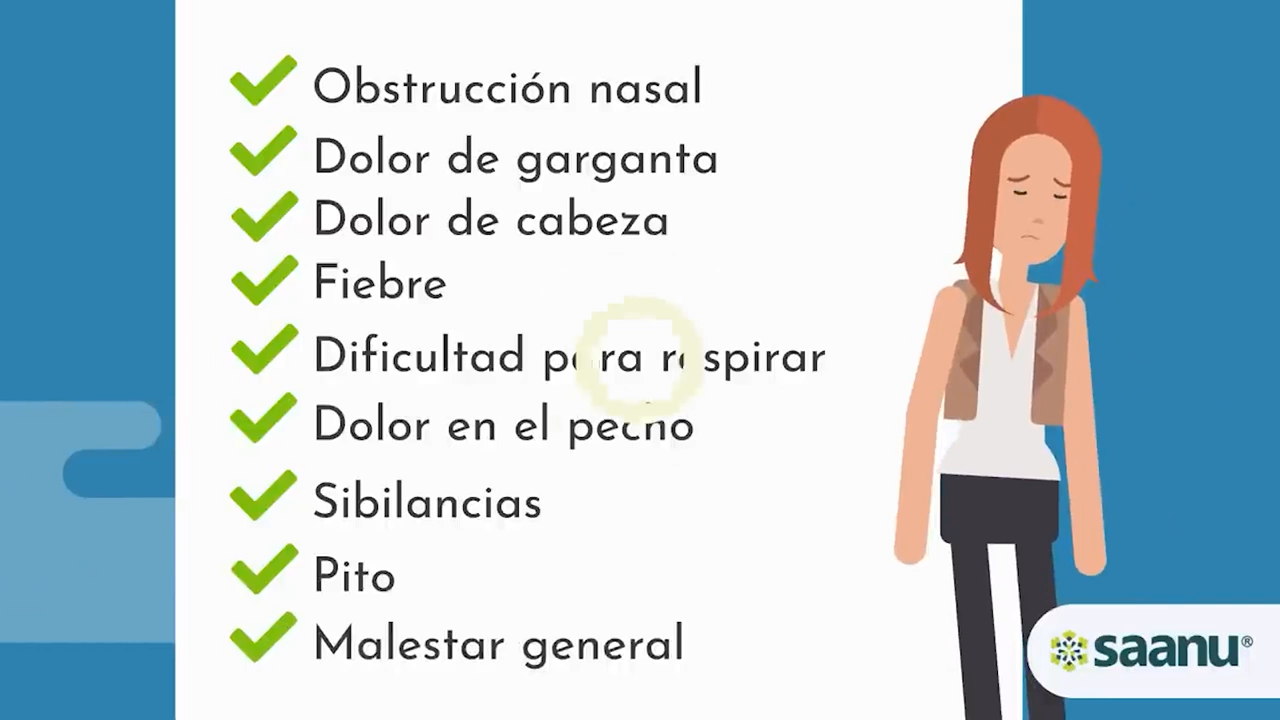 Obstrucción nasal
Dolor de garganta
Dolor de cabeza
Fiebre
Dificultad para respirar
Dolor en el pecho
Sibilancias
Pito
Malestar general
saanu®